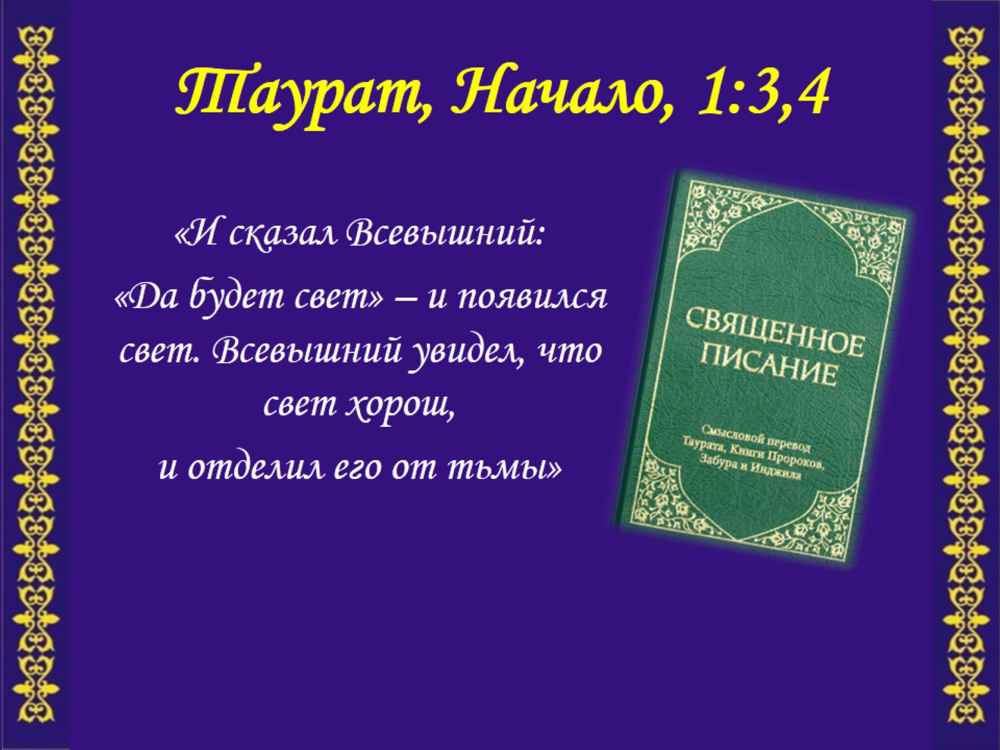 Таурат, Начало, 1:3,4
«И сказал Всевышний:
«Да будет свет» – и появился
свет. Всевышний увидел, что
свет хорош,
и отделил его от тьмы»
СВЯЩЕННОЕ
ПИСАНИЕ
Смысловой перевод
Таурата, Книги Пророков,
Забура и Инджила